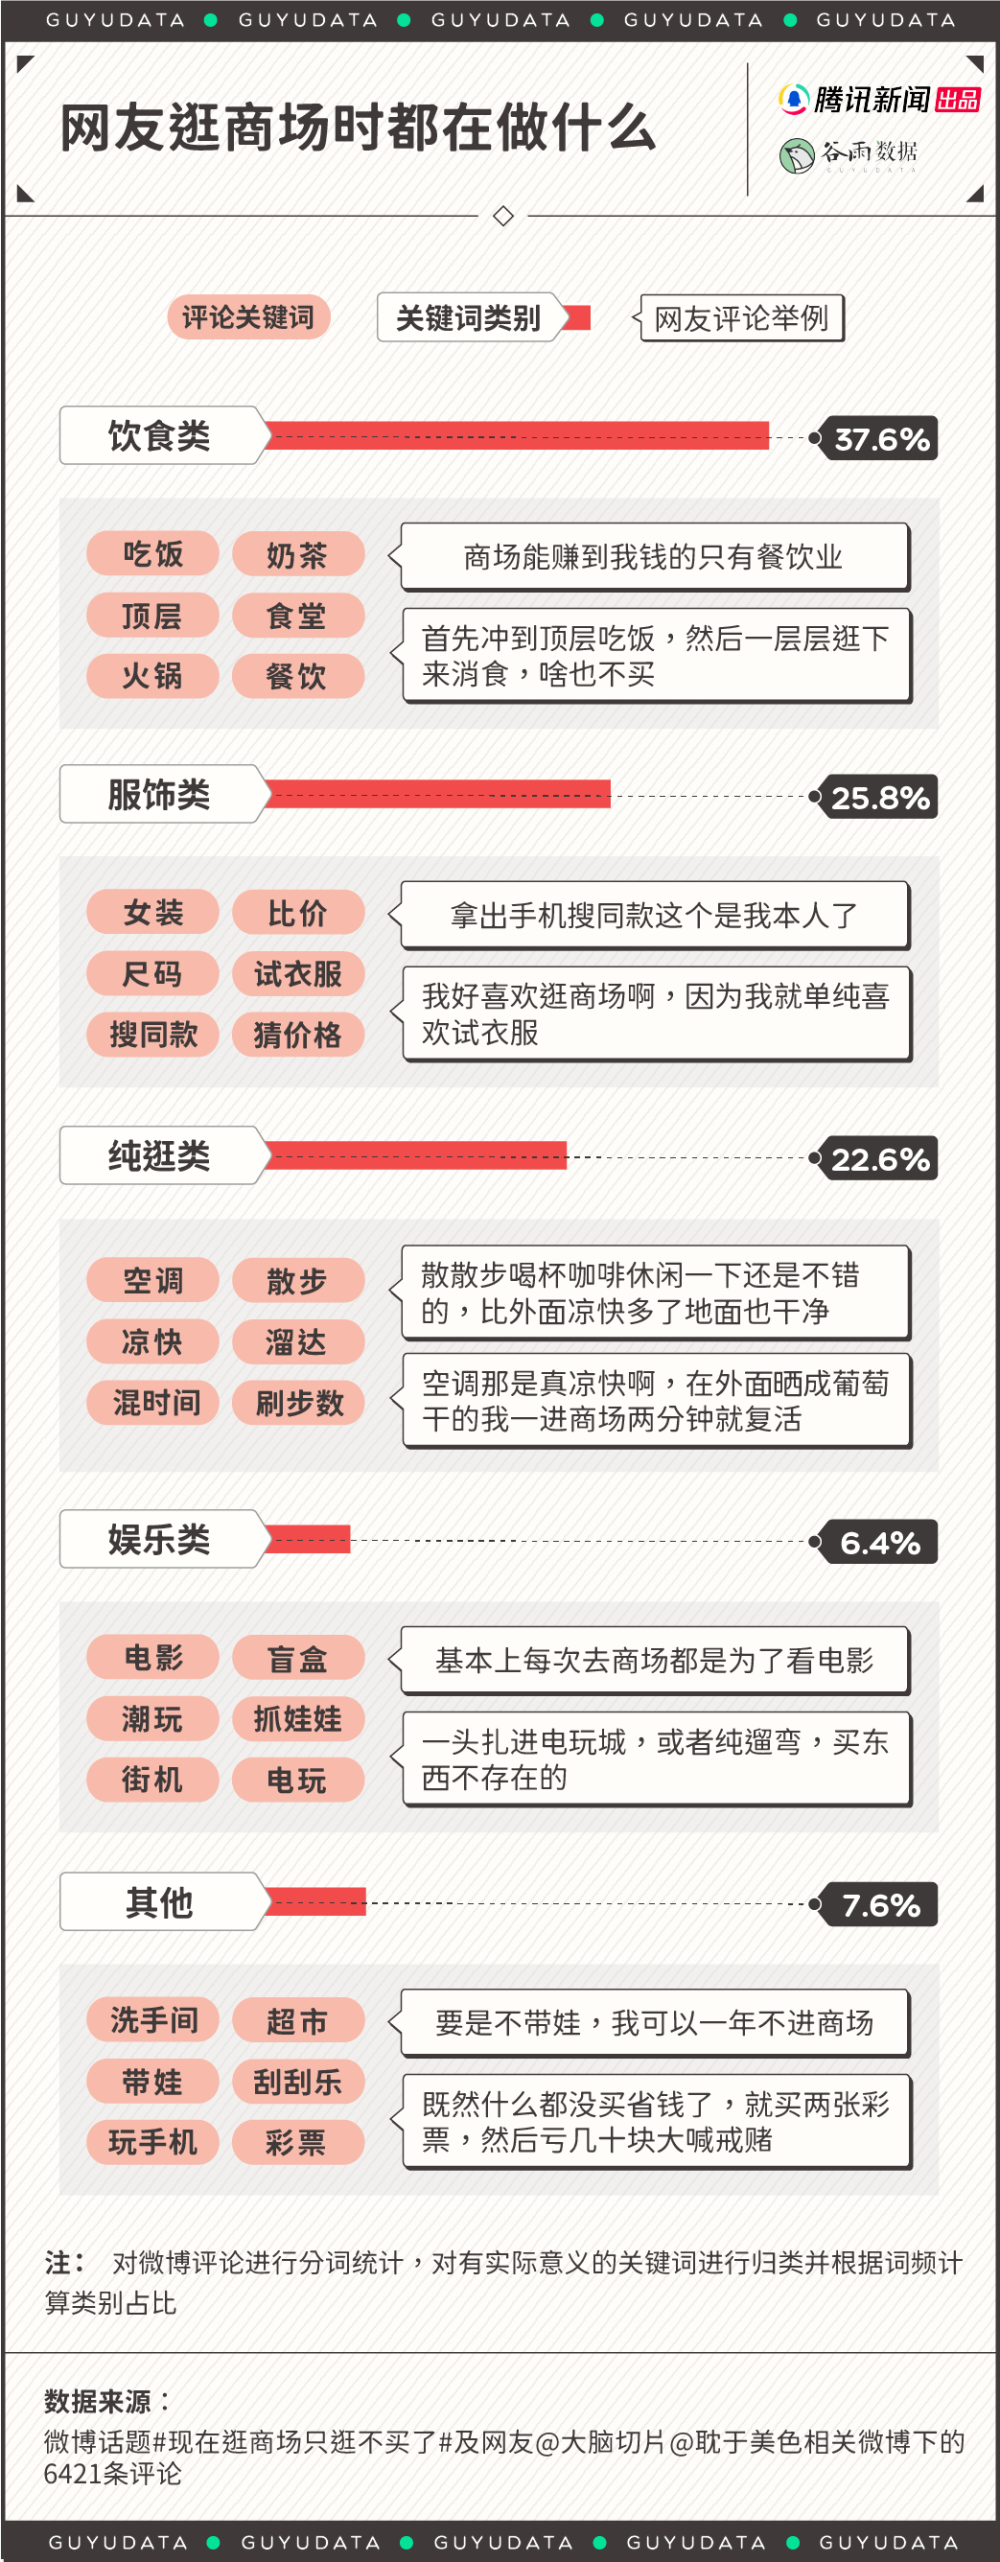 GUYUDATA GUYUDATA GUYUDATA GUYUDATA GUYUDATA
网友逛商场时都在做什么
腾讯新闻 出品
谷雨数据
GUYUDATA
评论关键词
关键词类别
网友评论举例
饮食类
37.6%
吃饭 奶茶
顶层 食堂
火锅 餐饮
商场能赚到我钱的只有餐饮业
首先冲到顶层吃饭，然后一层层逛下
来消食，啥也不买
服饰类
25.8%
女装 比价
尺码 试衣服
搜同款 猜价格
拿出手机搜同款这个是我本人了
我好喜欢逛商场啊，因为我就单纯喜
欢试衣服
纯逛类
22.6%
空调 散步
凉快 溜达
混时间 刷步数
散散步喝杯咖啡休闲一下还是不错
的，比外面凉快多了地面也干净
空调那是真凉快啊，在外面晒成葡萄
干的我一进商场两分钟就复活
娱乐类
6.4%
电影 盲盒
潮玩 抓娃娃
街机 电玩
基本上每次去商场都是为了看电影
一头扎进电玩城，或者纯遛弯，买东
西不存在的
其他
7.6%
洗手间 超市
带娃 刮刮乐
玩手机 彩票
要是不带娃，我可以一年不进商场
既然什么都没买省钱了，就买两张彩
票，然后亏几十块大喊戒赌
注： 对微博评论进行分词统计，对有实际意义的关键词进行归类并根据词频计
算类别占比
数据来源：
微博话题#现在逛商场只逛不买了#及网友@大脑切片@耽于美色相关微博下的
6421条评论
GUYUDATA GUYUDATA GUYUDATA GUYUDATA GUYUDATA